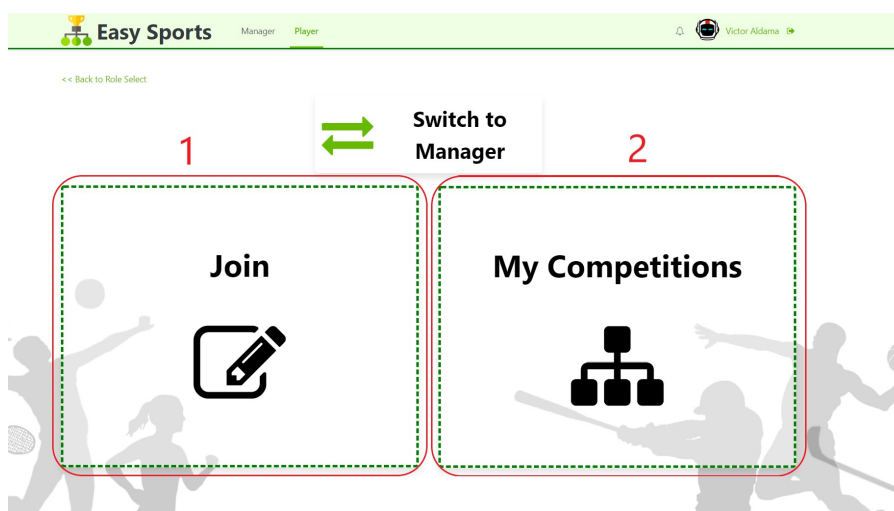 Easy Sports
Manager
Player
Victor Aldama
<< Back to Role Select
Switch to
Manager
1
2
Join
My Competitions